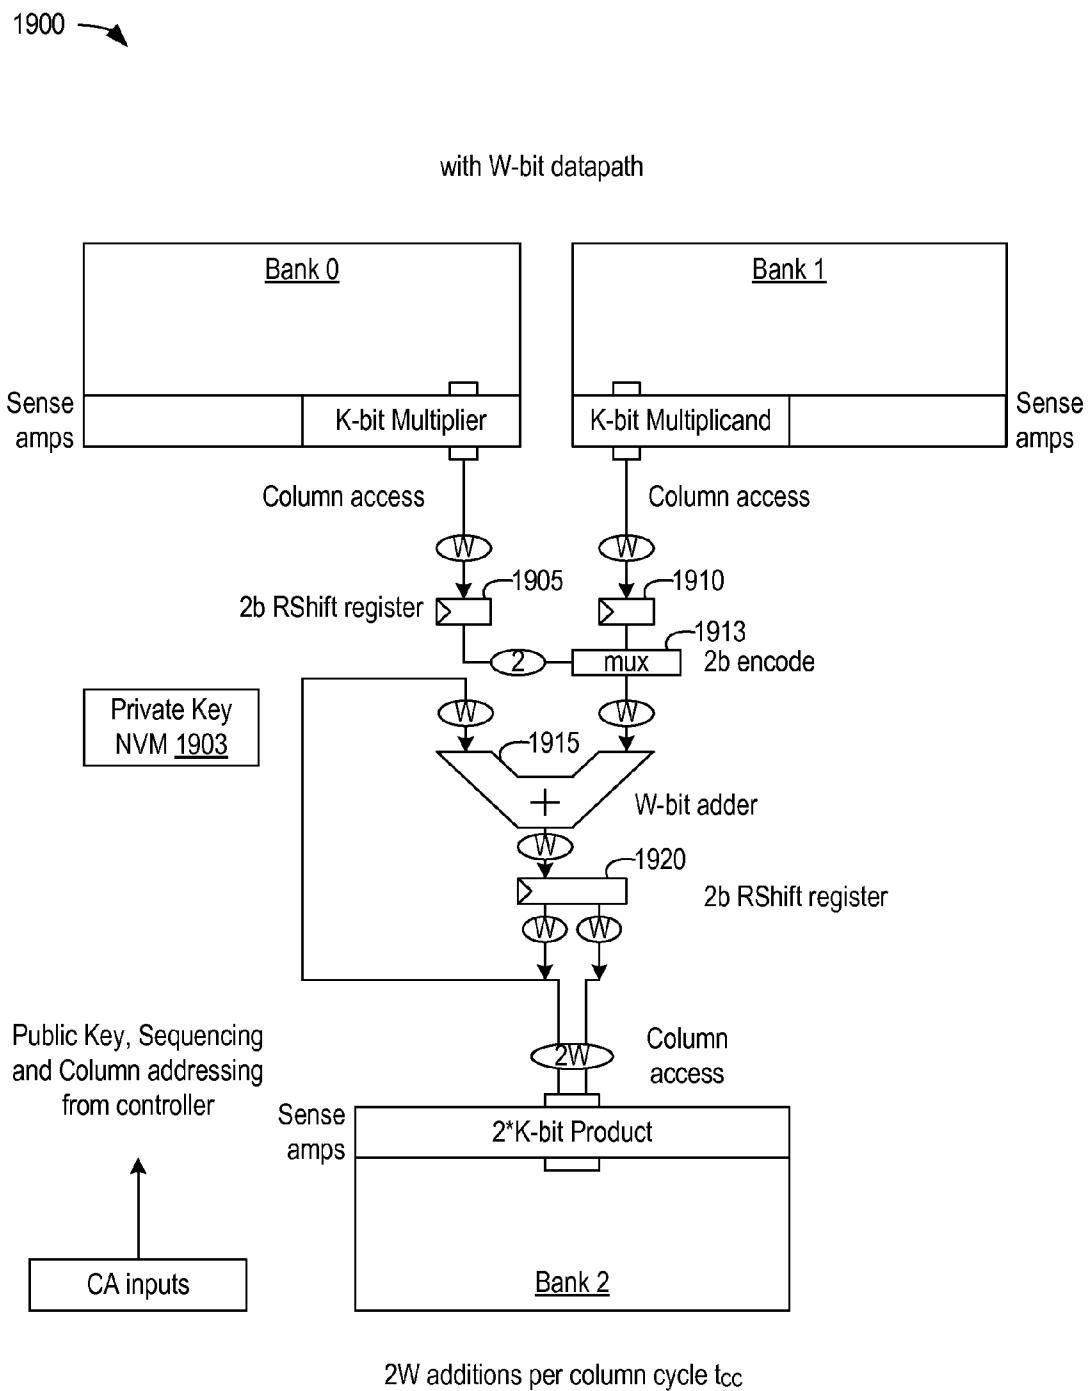 1900
with W-bit datapath
Bank 0
Bank 1
Sense
amps
K-bit Multiplier
K-bit Multiplicand
Sense
amps
Column access
Column access
W
W
1905
1910
2b RShift register
1913
2
mux
2b encode
Private Key
NVM 1903
W
W
1915
+
W-bit adder
W
1920
2b RShift register
W
W
Public Key, Sequencing
and Column addressing
from controller
2W
Column
access
Sense
amps
2*K-bit Product
CA inputs
Bank 2
2W additions per column cycle tCC